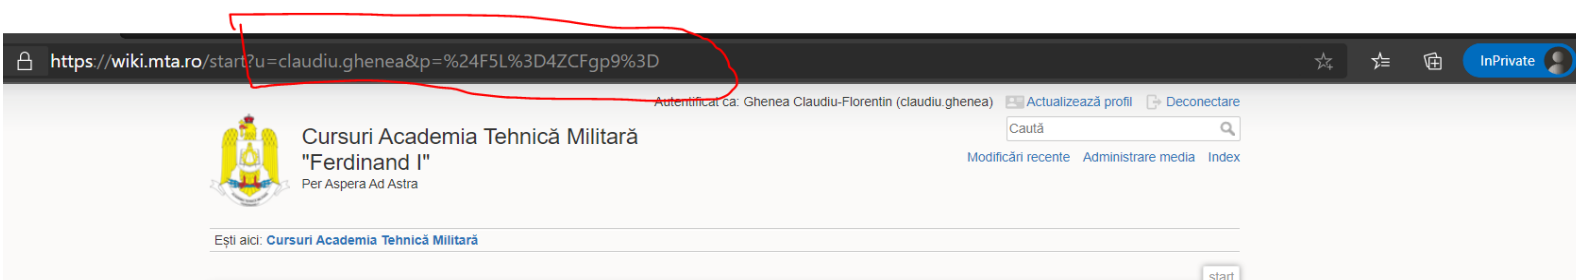 https://wiki.mta.ro/start?u=claudiu.ghenea&p=%24F5L%3D4ZCFgp9%3D
InPrivate
Autentificat ca: Ghenea Claudiu-Florentin (claudiu.ghenea) Actualizează profil Deconectare
Cursuri Academia Tehnică Militară
"Ferdinand I"
Per Aspera Ad Astra
Caută
Modificări recente Administrare media Index
Ești aici: Cursuri Academia Tehnică Militară
start